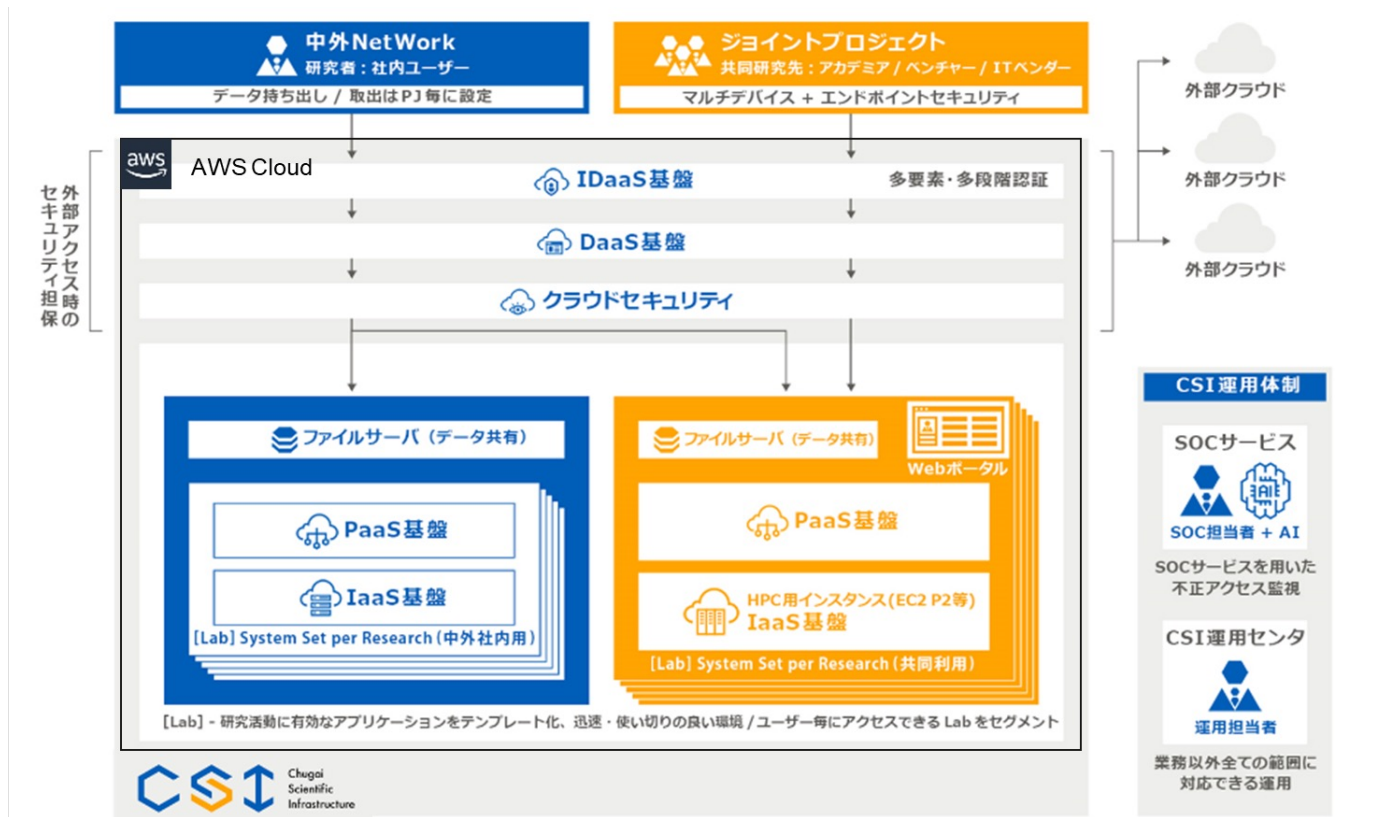 中外NetWork
研究者：社内ユーザー
データ持ち出し / 取出はPJ毎に設定
ジョイントプロジェクト
共同研究先：アカデミア / ベンチャー / ITベンダー
マルチデバイス + エンドポイントセキュリティ
外部クラウド
外部クラウド
外部クラウド
外部アクセス時の
セキュリティ担保
aws
AWS Cloud
IDaaS基盤
多要素・多段階認証
DaaS基盤
クラウドセキュリティ
ファイルサーバ（データ共有）
PaaS基盤
IaaS基盤
[Lab] System Set per Research (中外社内用)
ファイルサーバ（データ共有）
Webポータル
PaaS基盤
HPC用インスタンス(EC2 P2等)
IaaS基盤
[Lab] System Set per Research (共同利用)
[Lab] - 研究活動に有効なアプリケーションをテンプレート化、迅速・使い切りの良い環境 / ユーザー毎にアクセスできる Lab をセグメント
CSI
Chugai
Scientific
Infrastructure
CSI運用体制
SOCサービス
AI
SOC担当者 + AI
SOCサービスを用いた
不正アクセス監視
CSI運用センタ
運用担当者
業務以外全ての範囲に
対応できる運用